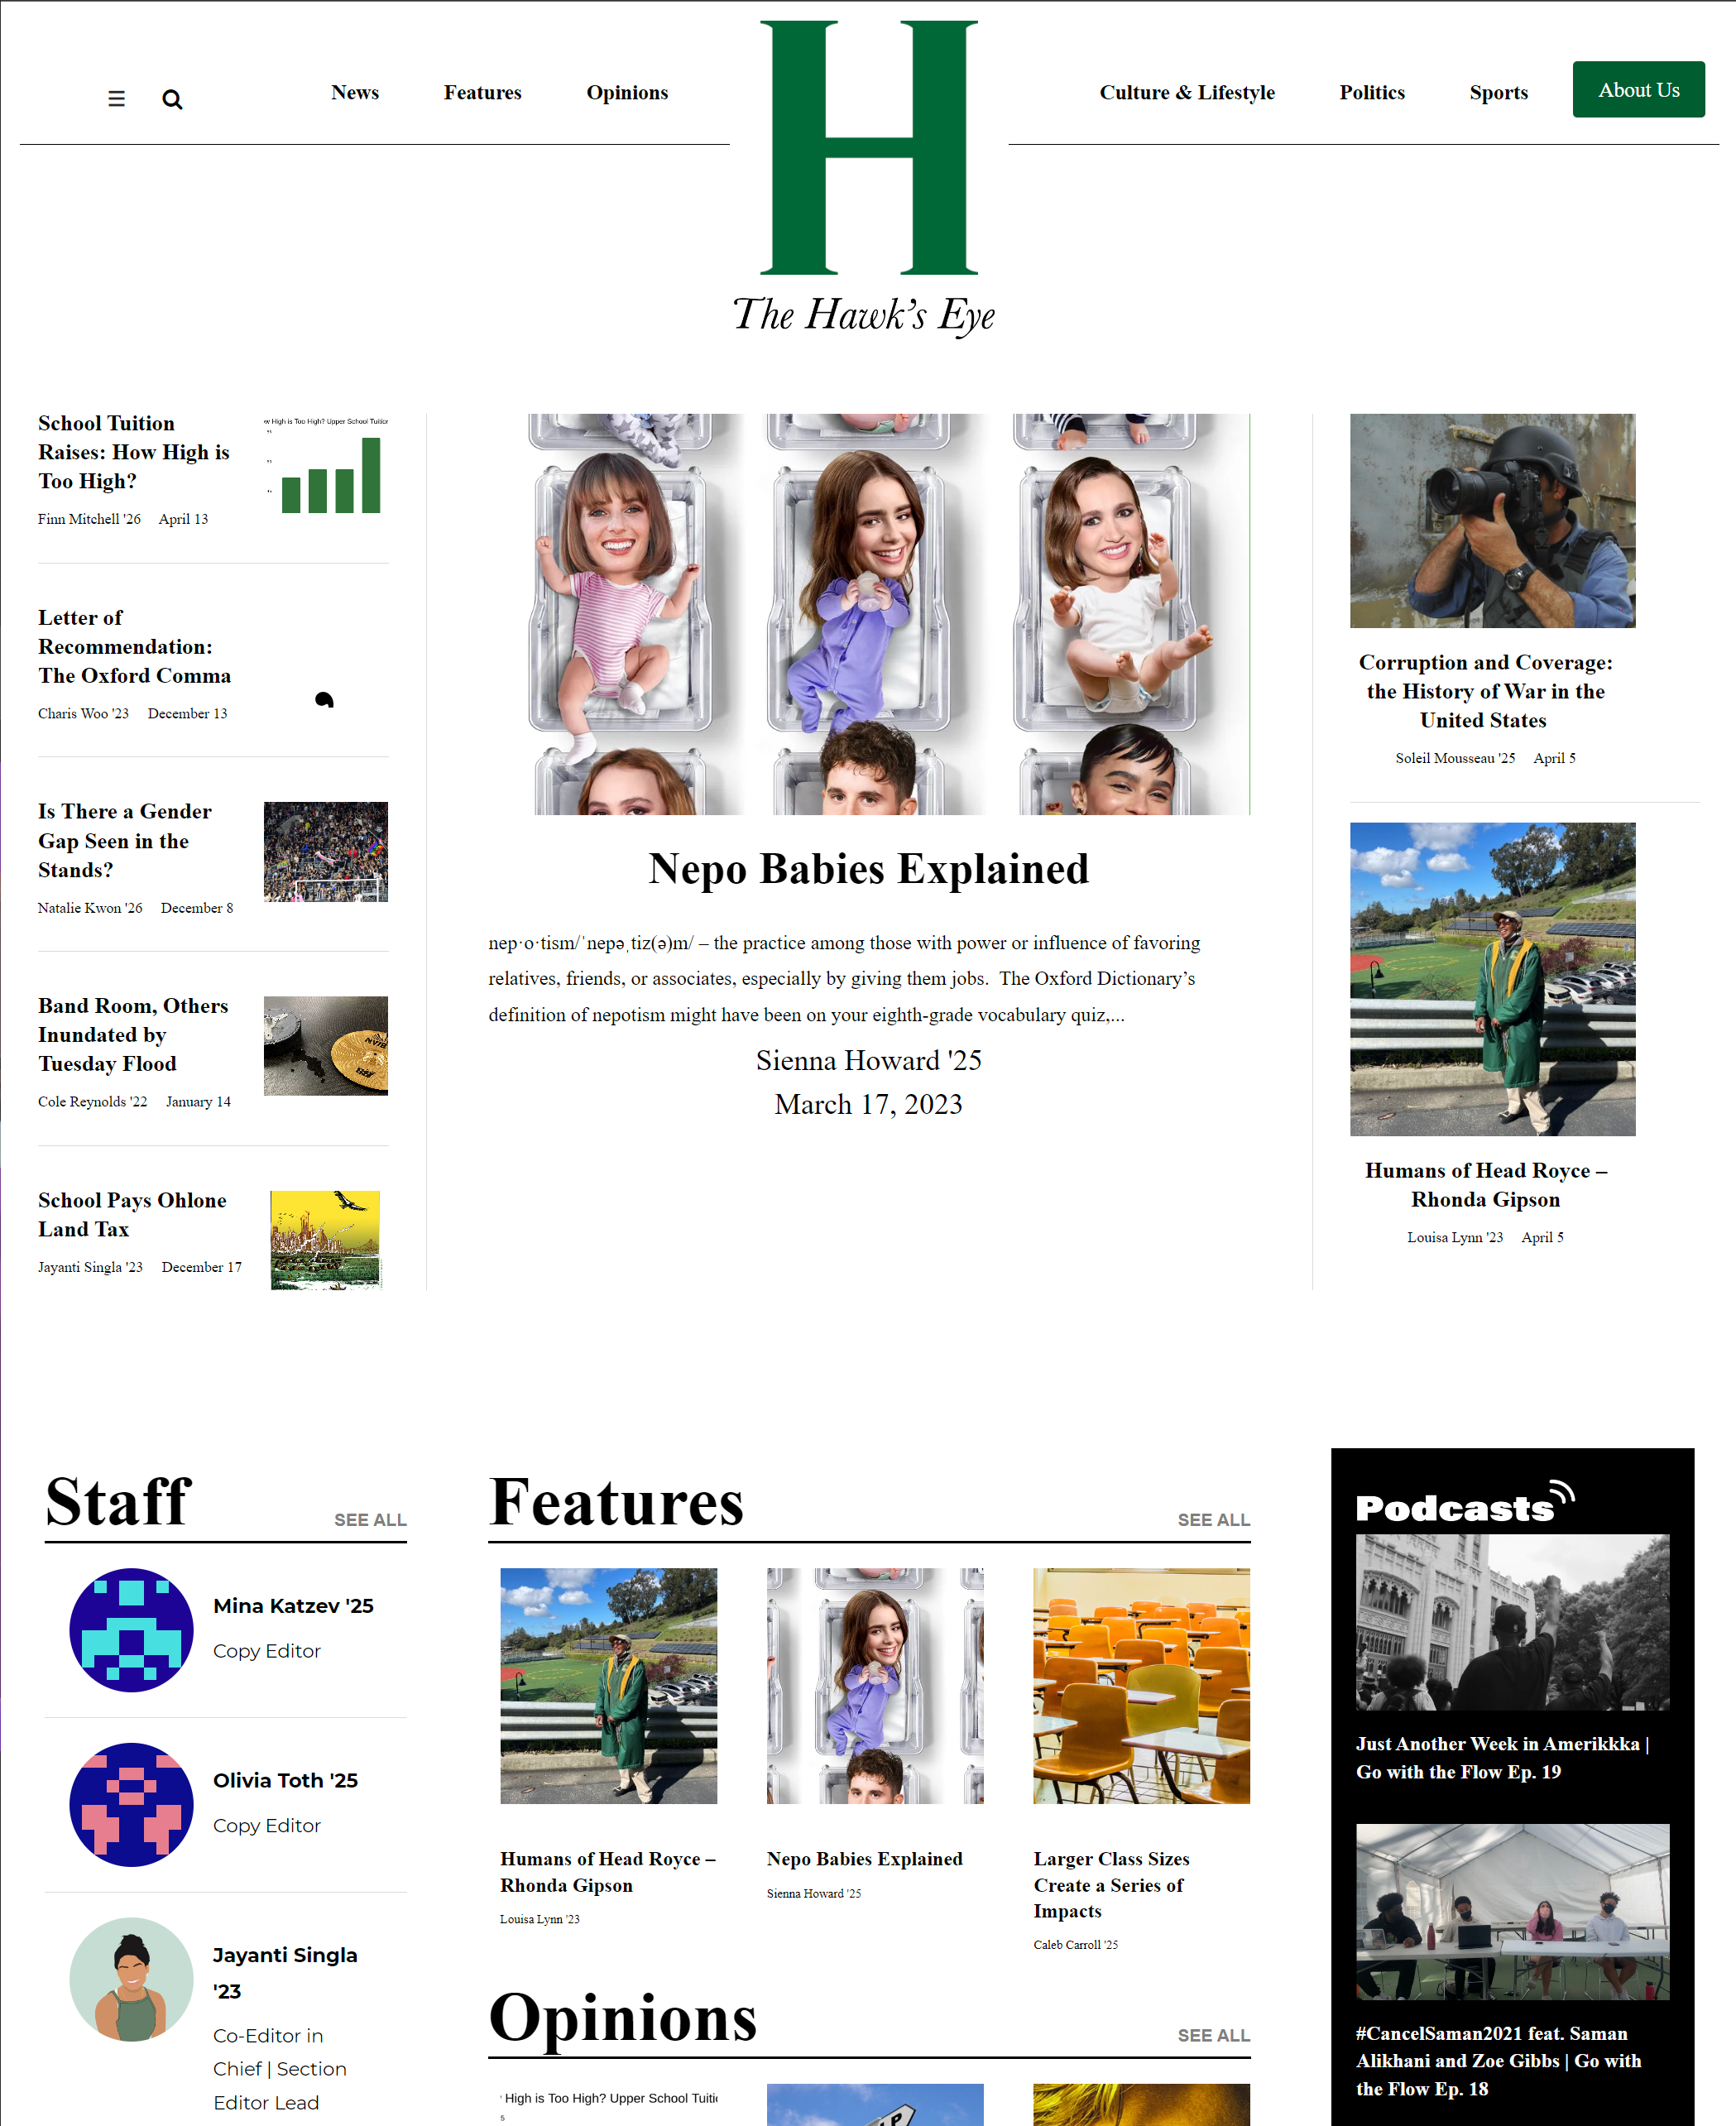 ☰
News
Features
Opinions
H
Culture & Lifestyle
Politics
Sports
About Us
The Hawk's Eye
School Tuition
Raises: How High is
Too High?
Finn Mitchell '26 April 13
w High is Too High? Upper School Tuition
Letter of
Recommendation:
The Oxford Comma
Charis Woo '23 December 13
Is There a Gender
Gap Seen in the
Stands?
Natalie Kwon '26 December 8
Band Room, Others
Inundated by
Tuesday Flood
Cole Reynolds '22 January 14
School Pays Ohlone
Land Tax
Jayanti Singla '23 December 17
Nepo Babies Explained
nep·o·tism/ˈnepəˌtiz(ə)m/ – the practice among those with power or influence of favoring
relatives, friends, or associates, especially by giving them jobs.  The Oxford Dictionary’s
definition of nepotism might have been on your eighth-grade vocabulary quiz,...
Sienna Howard '25
March 17, 2023
Corruption and Coverage:
the History of War in the
United States
Soleil Mousseau '25 April 5
Humans of Head Royce –
Rhonda Gipson
Louisa Lynn '23 April 5
Staff
SEE ALL
Mina Katzev '25
Copy Editor
Olivia Toth '25
Copy Editor
Jayanti Singla
'23
Co-Editor in
Chief | Section
Editor Lead
Features
SEE ALL
Humans of Head Royce –
Rhonda Gipson
Louisa Lynn '23
Nepo Babies Explained
Sienna Howard '25
Larger Class Sizes
Create a Series of
Impacts
Caleb Carroll '25
Opinions
SEE ALL
High is Too High? Upper School Tuitic
Podcasts
Just Another Week in Amerikkka |
Go with the Flow Ep. 19
#CancelSaman2021 feat. Saman
Alikhani and Zoe Gibbs | Go with
the Flow Ep. 18